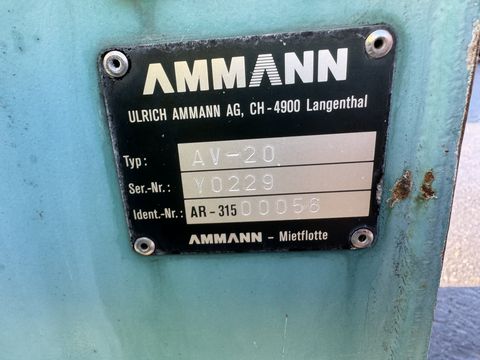 AMMANN
ULRICH AMMANN AG, CH-4900 Langenthal
Typ: AV-20
Ser.-Nr.: Y0229
Ident.-Nr.: AR-315 00056
AMMANN - Mietflotte